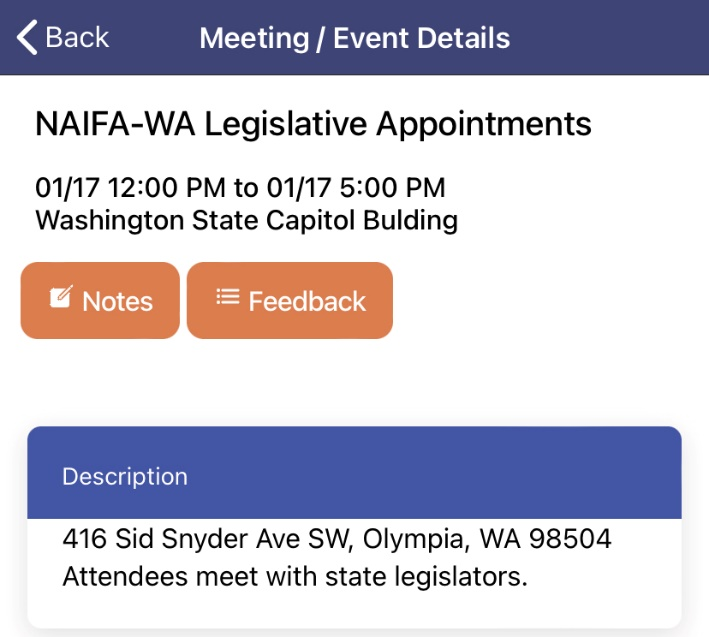 Back
Meeting / Event Details
NAIFA-WA Legislative Appointments
01/17 12:00 PM to 01/17 5:00 PM
Washington State Capitol Bulding
Notes
Feedback
Description
416 Sid Snyder Ave SW, Olympia, WA 98504
Attendees meet with state legislators.